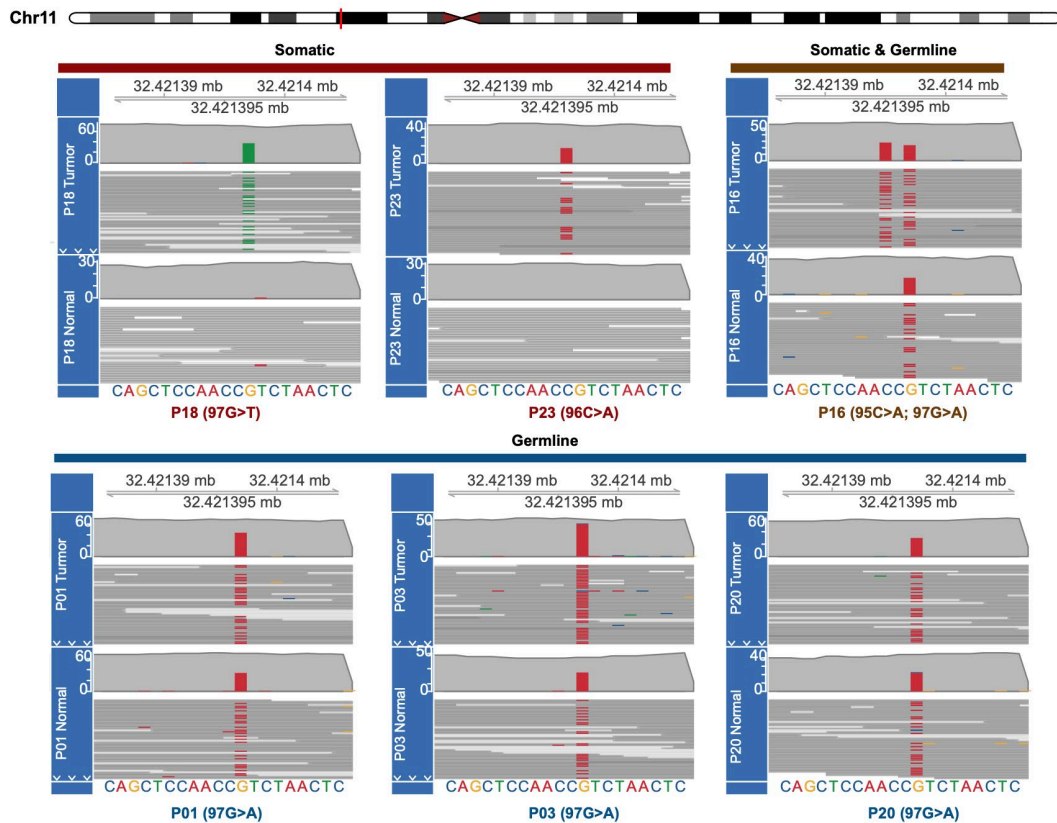 Chr11
Somatic
Somatic & Germline
32.42139 mb 32.4214 mb
32.421395 mb
60
0
P18 Turmor
30
0
P18 Normal
CAGCTCCAACCGTCTAACTC
P18 (97G>T)
32.42139 mb 32.4214 mb
32.421395 mb
40
0
P23 Turmor
30
0
P23 Normal
CAGCTCCAACCGTCTAACTC
P23 (96C>A)
32.42139 mb 32.4214 mb
32.421395 mb
50
0
P16 Turmor
40
0
P16 Normal
CAGCTCCAACCGTCTAACTC
P16 (95C>A; 97G>A)
Germline
32.42139 mb 32.4214 mb
32.421395 mb
60
0
P01 Turmor
60
0
P01 Normal
CAGCTCCAACCGTCTAACTC
P01 (97G>A)
32.42139 mb 32.4214 mb
32.421395 mb
50
0
P03 Turmor
50
0
P03 Normal
CAGCTCCAACCGTCTAACTC
P03 (97G>A)
32.42139 mb 32.4214 mb
32.421395 mb
60
0
P20 Turmor
40
0
P20 Normal
CAGCTCCAACCGTCTAACTC
P20 (97G>A)